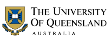 THE UNIVERSITY
OF QUEENSLAND
AUSTRALIA